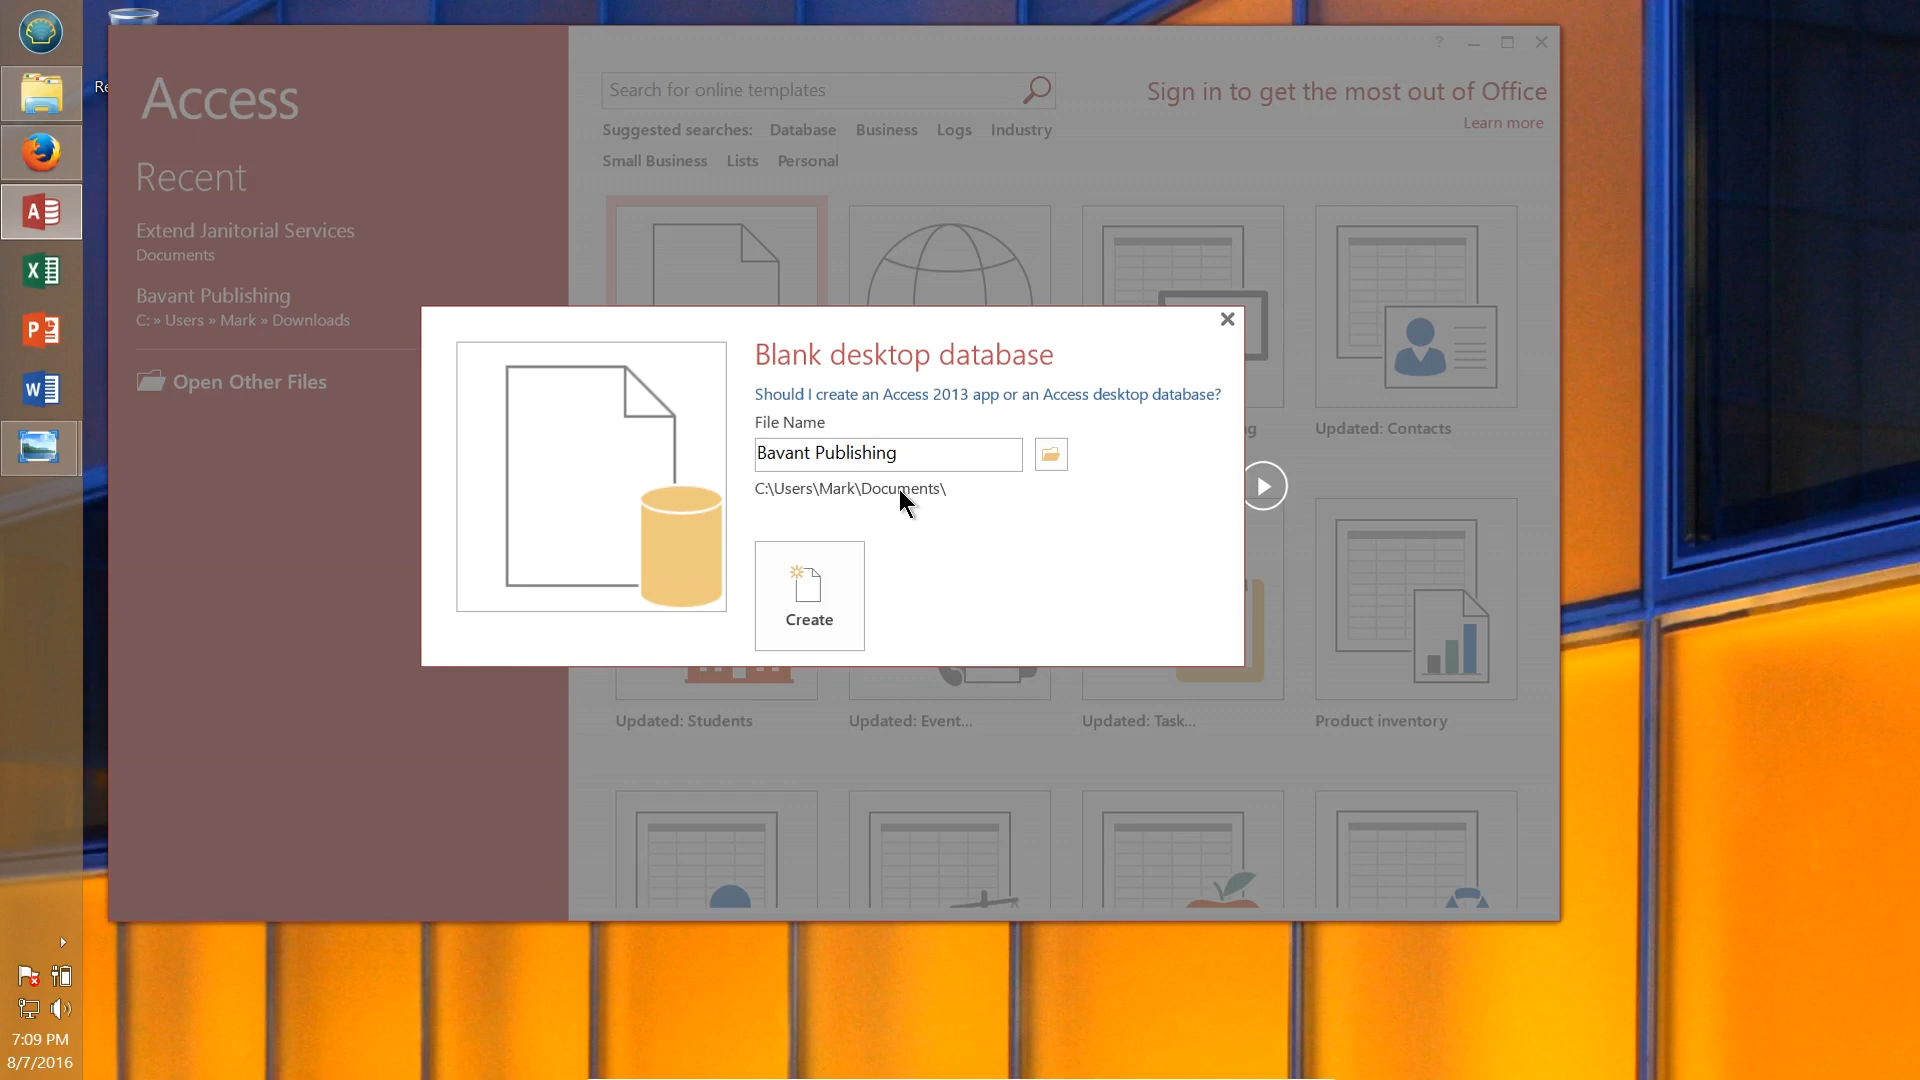 Re
Access
Recent
Extend Janitorial Services
Documents
Bavant Publishing
C: » Users » Mark » Downloads
Open Other Files
?
Search for online templates
Sign in to get the most out of Office
Learn more
Suggested searches: Database Business Logs Industry
Small Business Lists Personal
Blank desktop database
Should I create an Access 2013 app or an Access desktop database?
File Name
Bavant Publishing
C:\Users\Mark\Documents\
Create
g
Updated: Contacts
Updated: Students
Updated: Event...
Updated: Task...
Product inventory
A
X
P
W
7:09 PM
8/7/2016